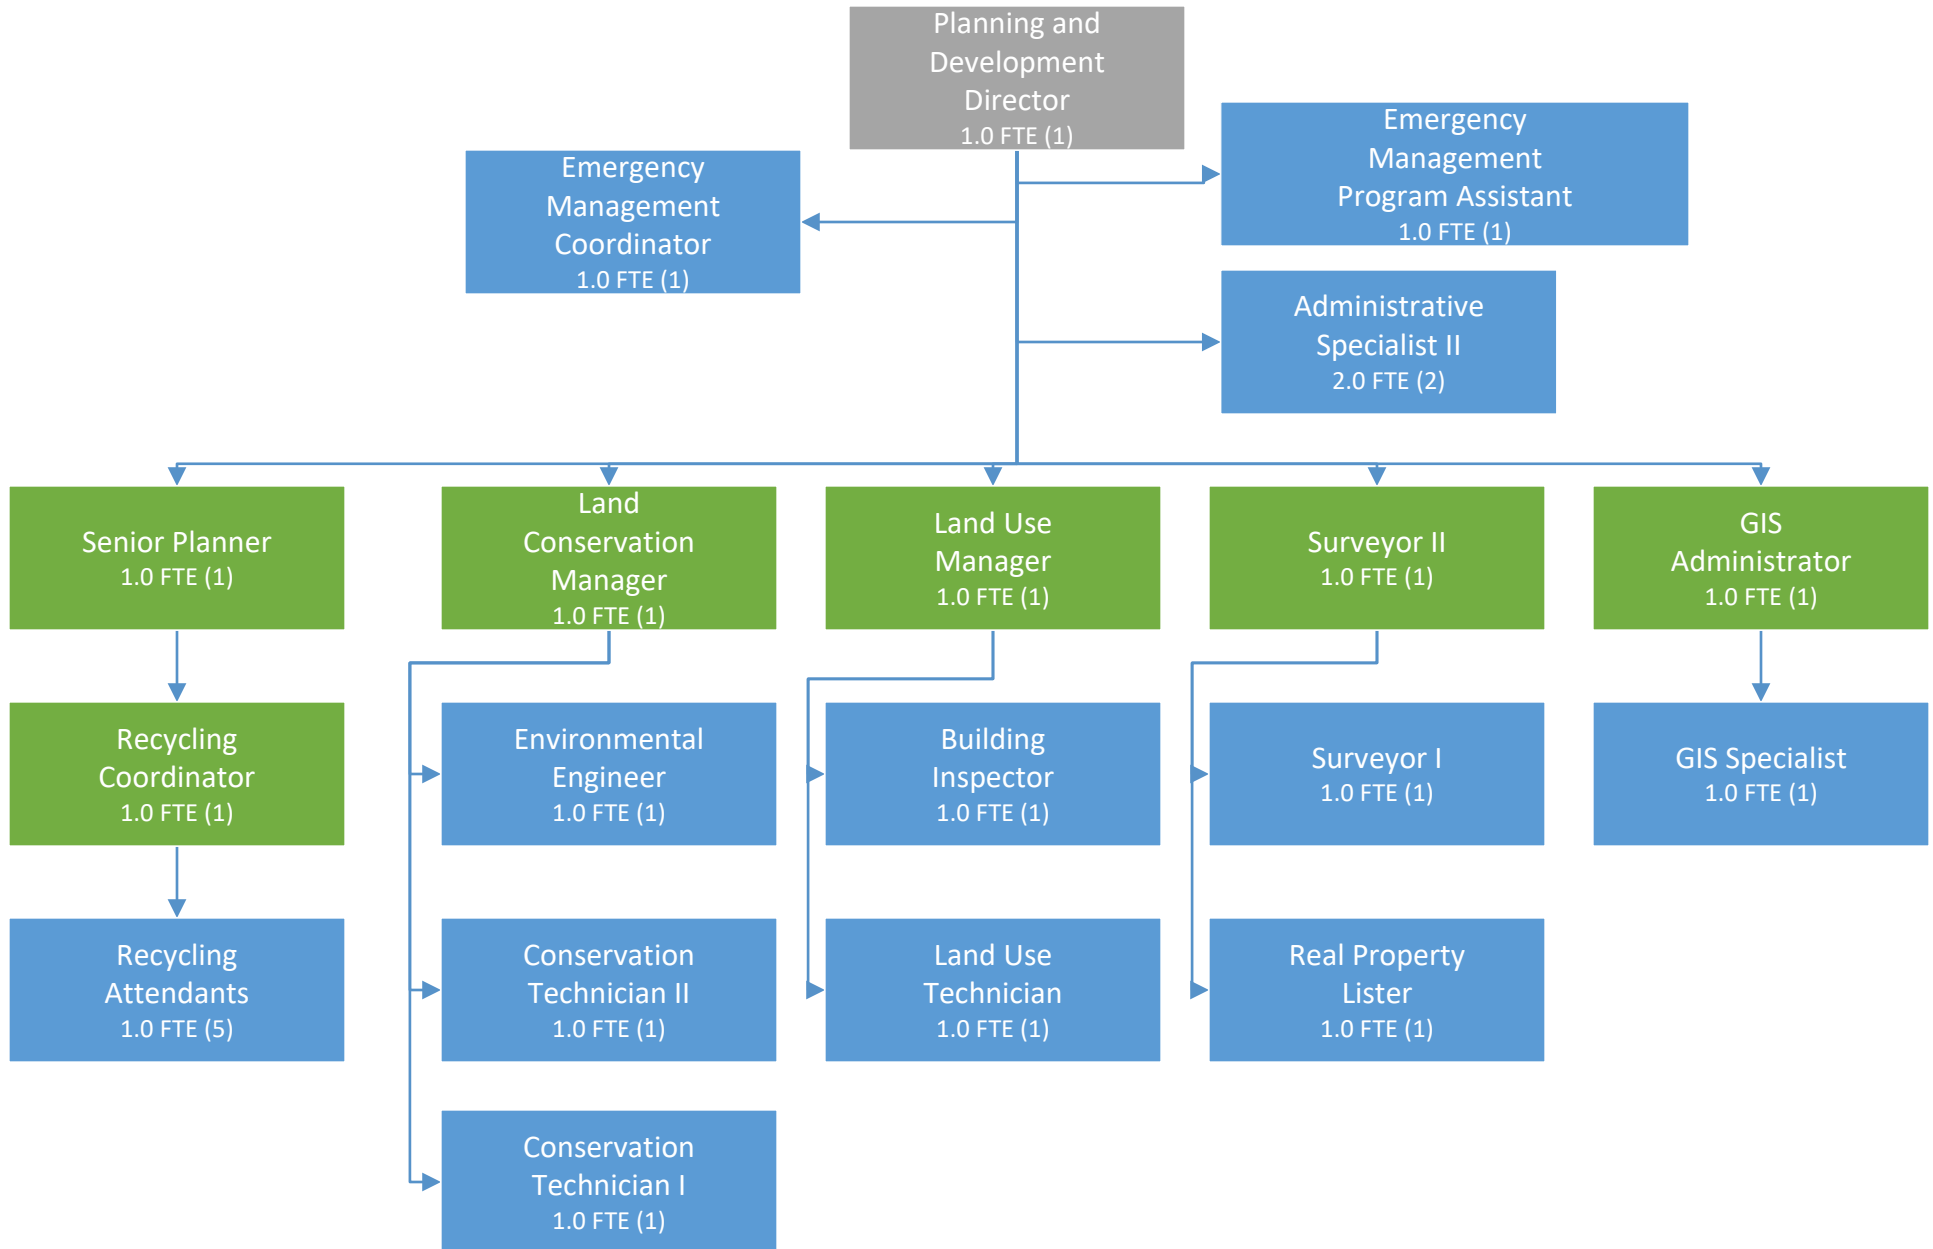 Planning and
Development
Director
1.0 FTE (1)
Emergency
Management
Program Assistant
1.0 FTE (1)
Emergency
Management
Coordinator
1.0 FTE (1)
Administrative
Specialist II
2.0 FTE (2)
Senior Planner
1.0 FTE (1)
Land
Conservation
Manager
1.0 FTE (1)
Land Use
Manager
1.0 FTE (1)
Surveyor II
1.0 FTE (1)
GIS
Administrator
1.0 FTE (1)
Recycling
Coordinator
1.0 FTE (1)
Environmental
Engineer
1.0 FTE (1)
Building
Inspector
1.0 FTE (1)
Surveyor I
1.0 FTE (1)
GIS Specialist
1.0 FTE (1)
Recycling
Attendants
1.0 FTE (5)
Conservation
Technician II
1.0 FTE (1)
Land Use
Technician
1.0 FTE (1)
Real Property
Lister
1.0 FTE (1)
Conservation
Technician I
1.0 FTE (1)